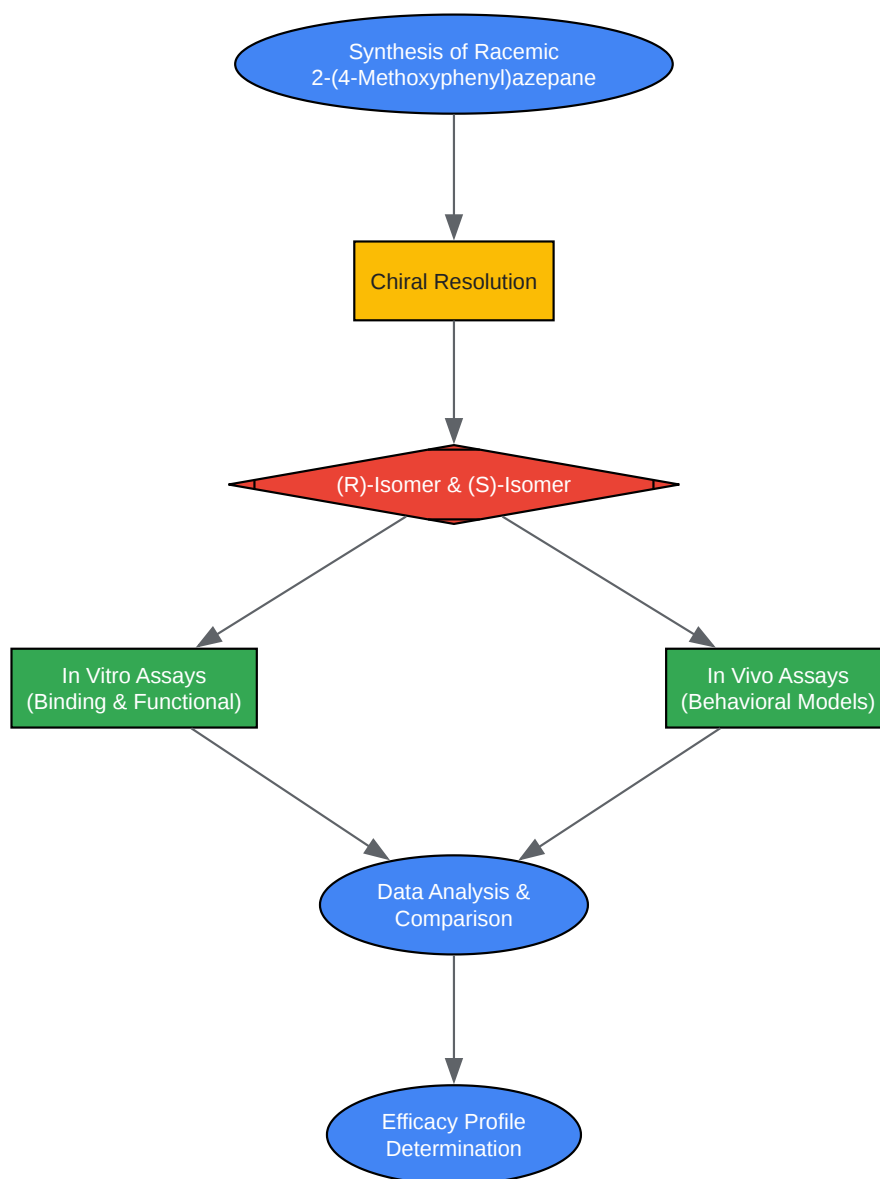 Synthesis of Racemic
2-(4-Methoxyphenyl)azepane
Chiral Resolution
(R)-Isomer & (S)-Isomer
In Vitro Assays
(Binding & Functional)
In Vivo Assays
(Behavioral Models)
Data Analysis &
Comparison
Efficacy Profile
Determination